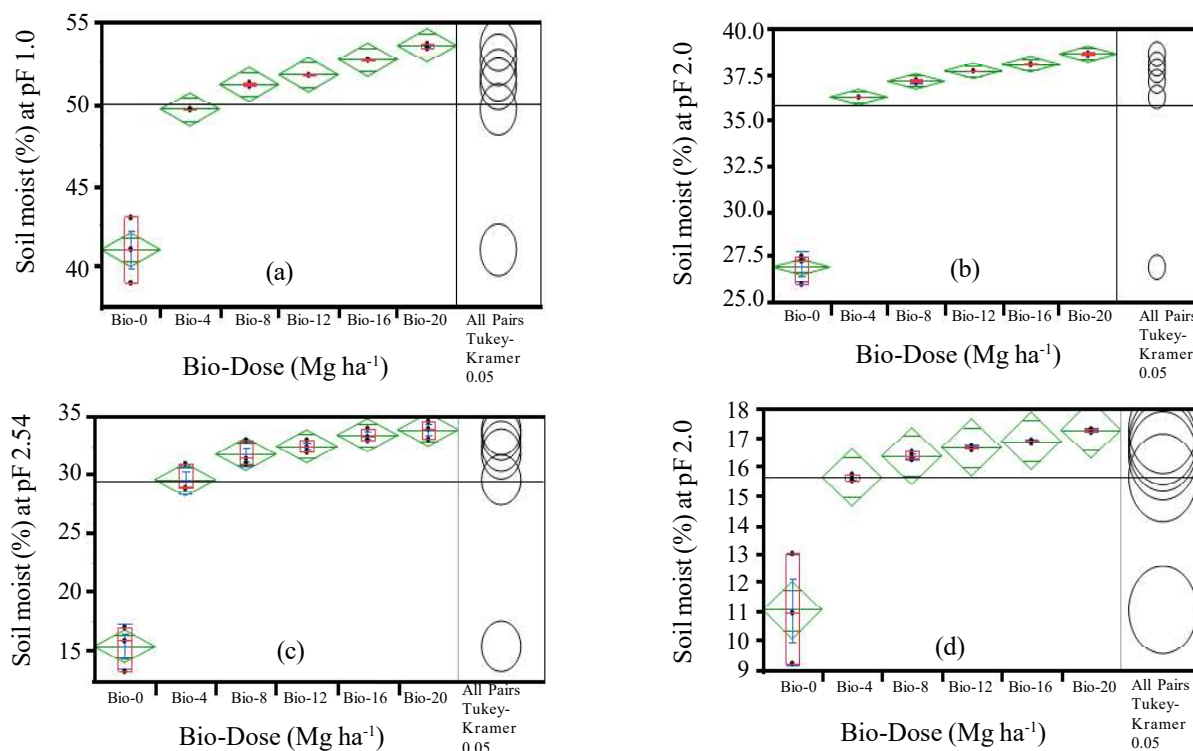 Soil moist (%) at pF 1.0
55
50
45
40
(a)
Bio-0 Bio-4 Bio-8 Bio-12 Bio-16 Bio-20
All Pairs
Tukey-
Kramer
0.05
Bio-Dose (Mg ha⁻¹)
Soil moist (%) at pF 2.0
40.0
37.5
35.0
32.5
30.0
27.5
25.0
(b)
Bio-0 Bio-4 Bio-8 Bio-12 Bio-16 Bio-20
All Pairs
Tukey-
Kramer
0.05
Bio-Dose (Mg ha⁻¹)
Soil moist (%) at pF 2.54
35
30
25
20
15
(c)
Bio-0 Bio-4 Bio-8 Bio-12 Bio-16 Bio-20
All Pairs
Tukey-
Kramer
0.05
Bio-Dose (Mg ha⁻¹)
Soil moist (%) at pF 2.0
18
17
16
15
14
13
12
11
10
9
(d)
Bio-0 Bio-4 Bio-8 Bio-12 Bio-16 Bio-20
All Pairs
Tukey-
Kramer
0.05
Bio-Dose (Mg ha⁻¹)